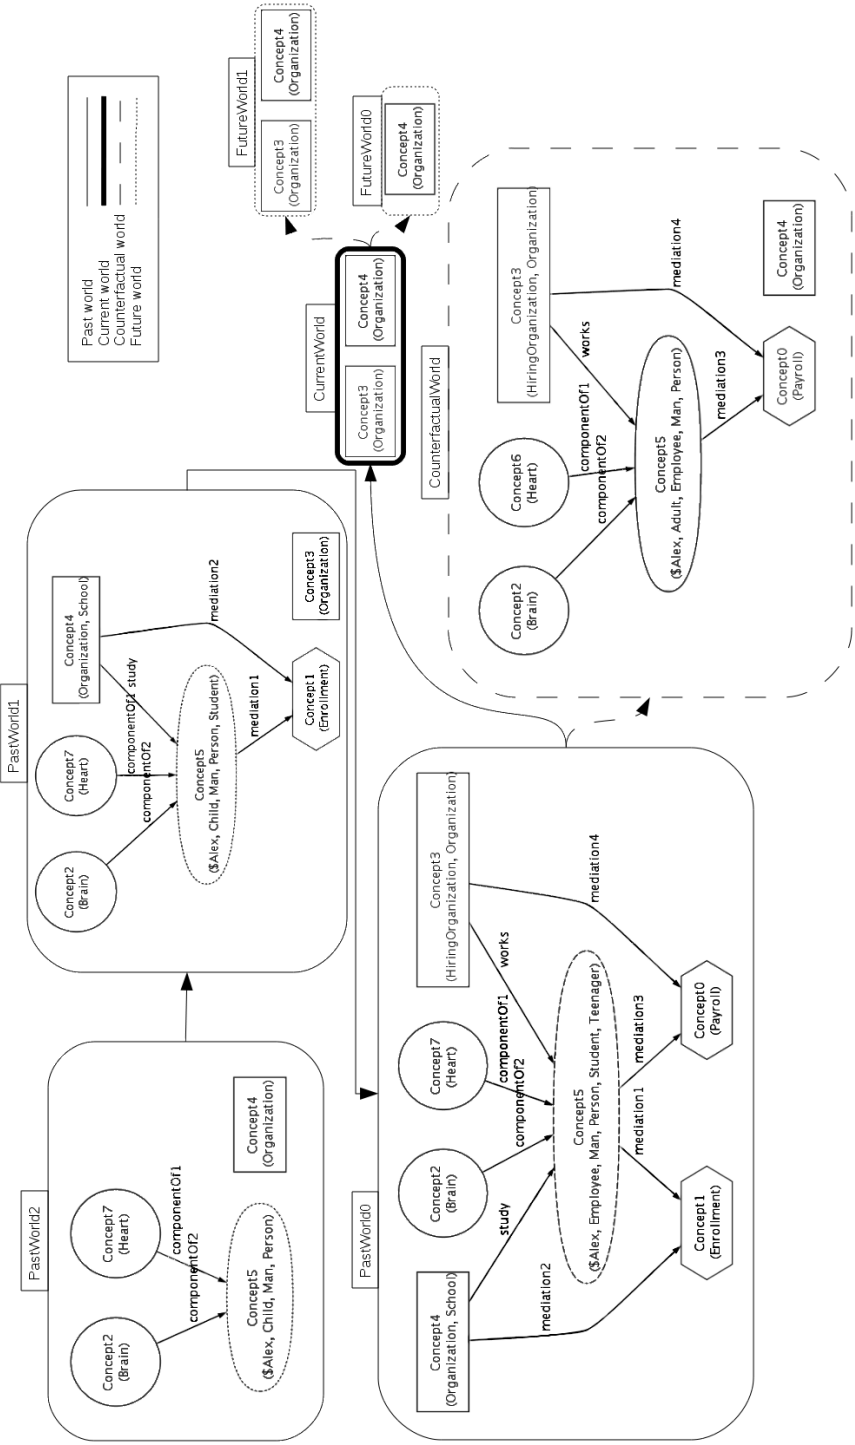 Past world
Current world
Counterfactual world
Future world
PastWorld2
Concept2
(Brain)
Concept7
(Heart)
componentOf1
componentOf2
Concept5
($Alex, Child, Man, Person)
Concept4
(Organization)
PastWorld1
Concept2
(Brain)
Concept7
(Heart)
Concept4
(Organization, School)
componentOf1
study
componentOf2
mediation2
Concept5
($Alex, Child, Man, Person, Student)
mediation1
Concept1
(Enrollment)
Concept3
(Organization)
PastWorld0
Concept4
(Organization, School)
Concept2
(Brain)
Concept7
(Heart)
Concept3
(HiringOrganization, Organization)
study
componentOf2
componentOf1
works
mediation2
Concept5
($Alex, Employee, Man, Person, Student, Teenager)
mediation4
mediation1
mediation3
Concept1
(Enrollment)
Concept0
(Payroll)
CurrentWorld
Concept3
(Organization)
Concept4
(Organization)
FutureWorld1
Concept3
(Organization)
Concept4
(Organization)
FutureWorld0
Concept4
(Organization)
CounterfactualWorld
Concept2
(Brain)
Concept6
(Heart)
Concept3
(HiringOrganization, Organization)
componentOf1
componentOf2
works
mediation4
Concept5
($Alex, Adult, Employee, Man, Person)
mediation3
Concept0
(Payroll)
Concept4
(Organization)